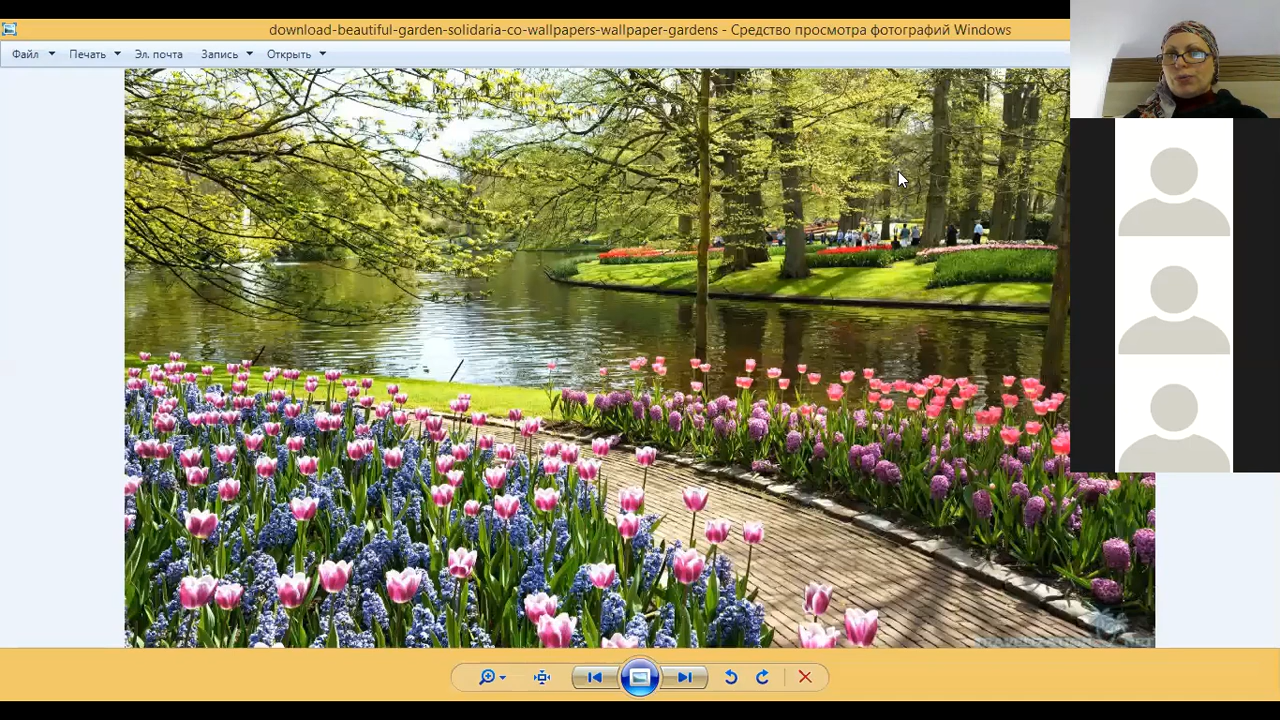 download-beautiful-garden-solidaria-co-wallpapers-wallpaper-gardens - Средство просмотра фотографий Windows
Файл Печать Эл. почта Запись Открыть